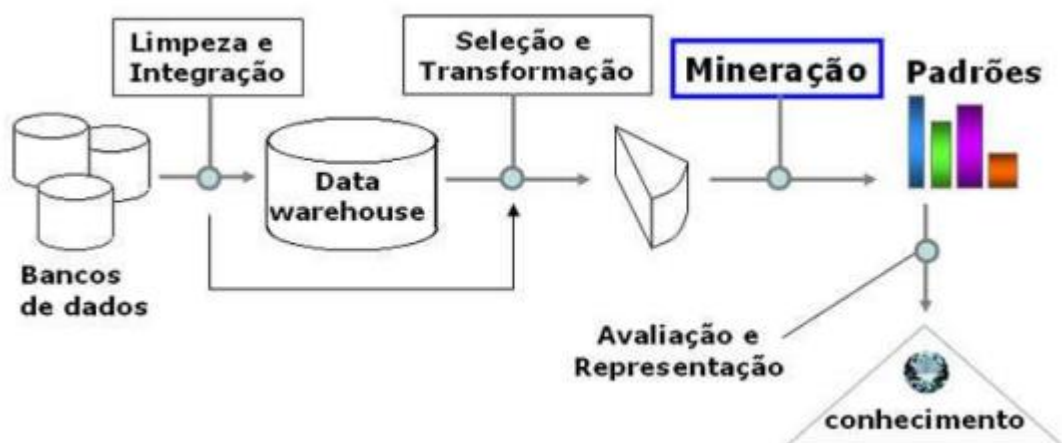 Limpeza e
Integração
Seleção e
Transformação
Mineração
Padrões
Data
warehouse
Bancos
de dados
Avaliação e
Representação
conhecimento